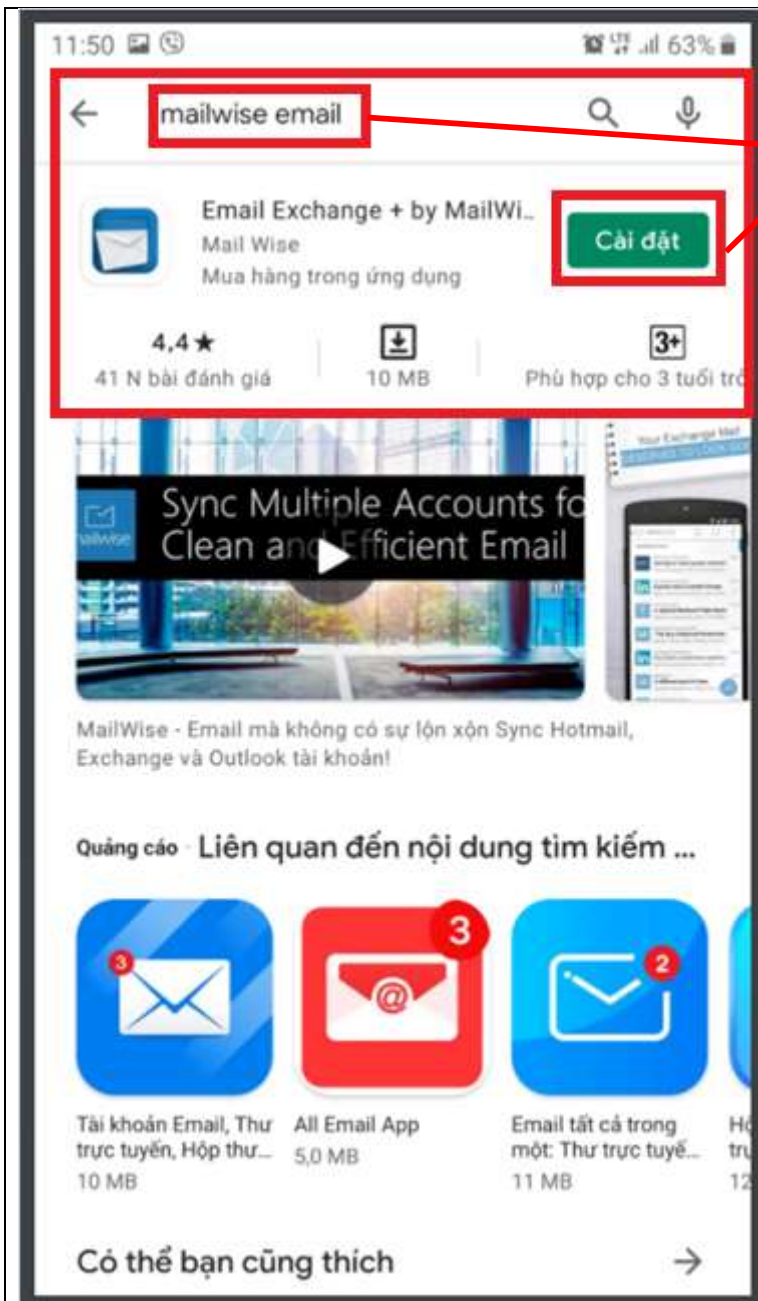 11:50 LTE 63%
mailwise email
Email Exchange + by MailWi..
Mail Wise
Cài đặt
Mua hàng trong ứng dụng
4,4★
3+
41 N bài đánh giá
10 MB
Phù hợp cho 3 tuổi trở
Your Exchange Mail
Sync Multiple Accounts fo
mailwise
Clean and Efficient Email
MailWise - Email mà không có sự lộn xộn Sync Hotmail,
Exchange và Outlook tài khoản!
Quảng cáo · Liên quan đến nội dung tìm kiếm ...
3
3
2
@
Tài khoản Email, Thư
trực tuyến, Hộp thư...
10 MB
All Email App
5,0 MB
Email tất cả trong
một: Thư trực tuyế...
11 MB
Hộ
trự
12
Có thể bạn cũng thích